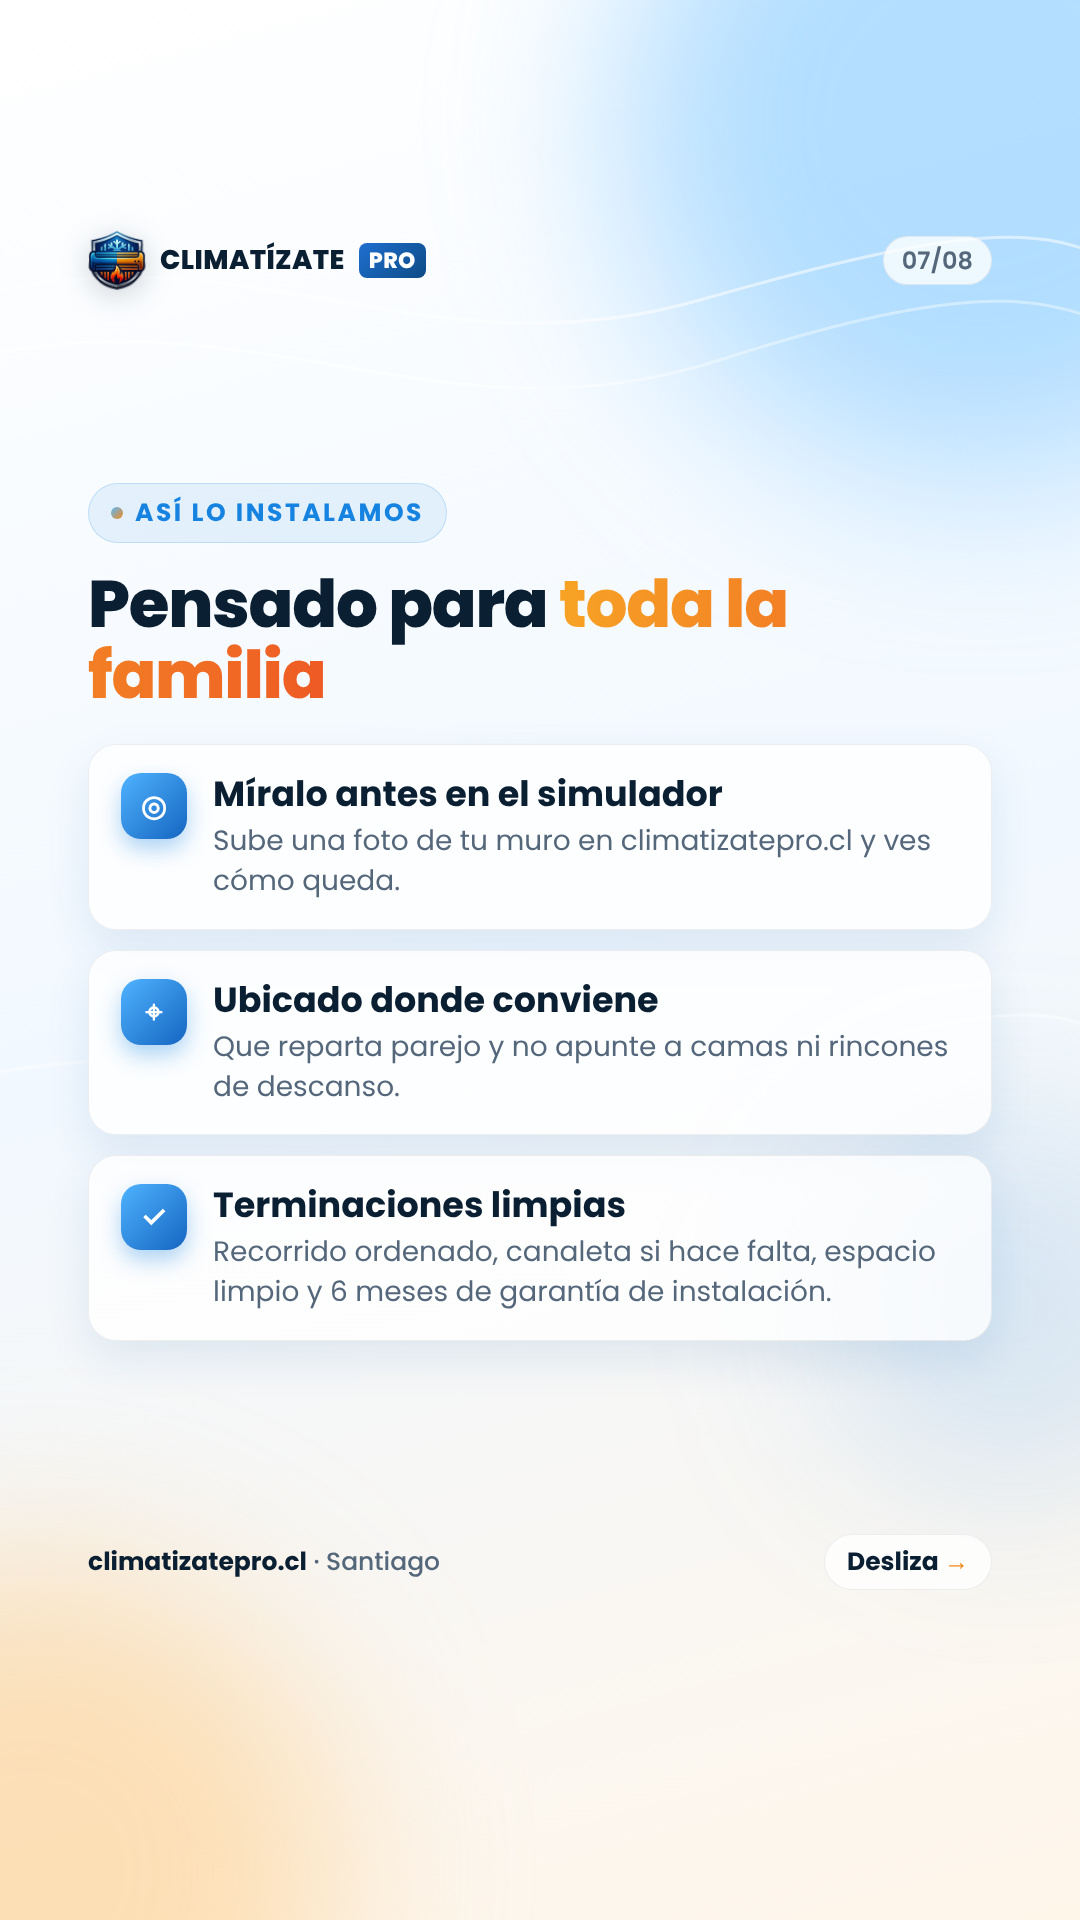 CLIMATÍZATE PRO
07/08
ASÍ LO INSTALAMOS
Pensado para toda la
familia
Míralo antes en el simulador
Sube una foto de tu muro en climatizatepro.cl y ves
cómo queda.
Ubicado donde conviene
Que reparta parejo y no apunte a camas ni rincones
de descanso.
Terminaciones limpias
Recorrido ordenado, canaleta si hace falta, espacio
limpio y 6 meses de garantía de instalación.
climatizatepro.cl · Santiago
Desliza →